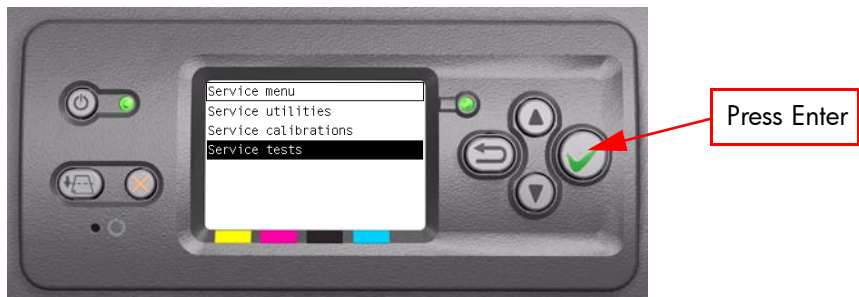 Service menu
Service utilities
Service calibrations
Service tests
Press Enter